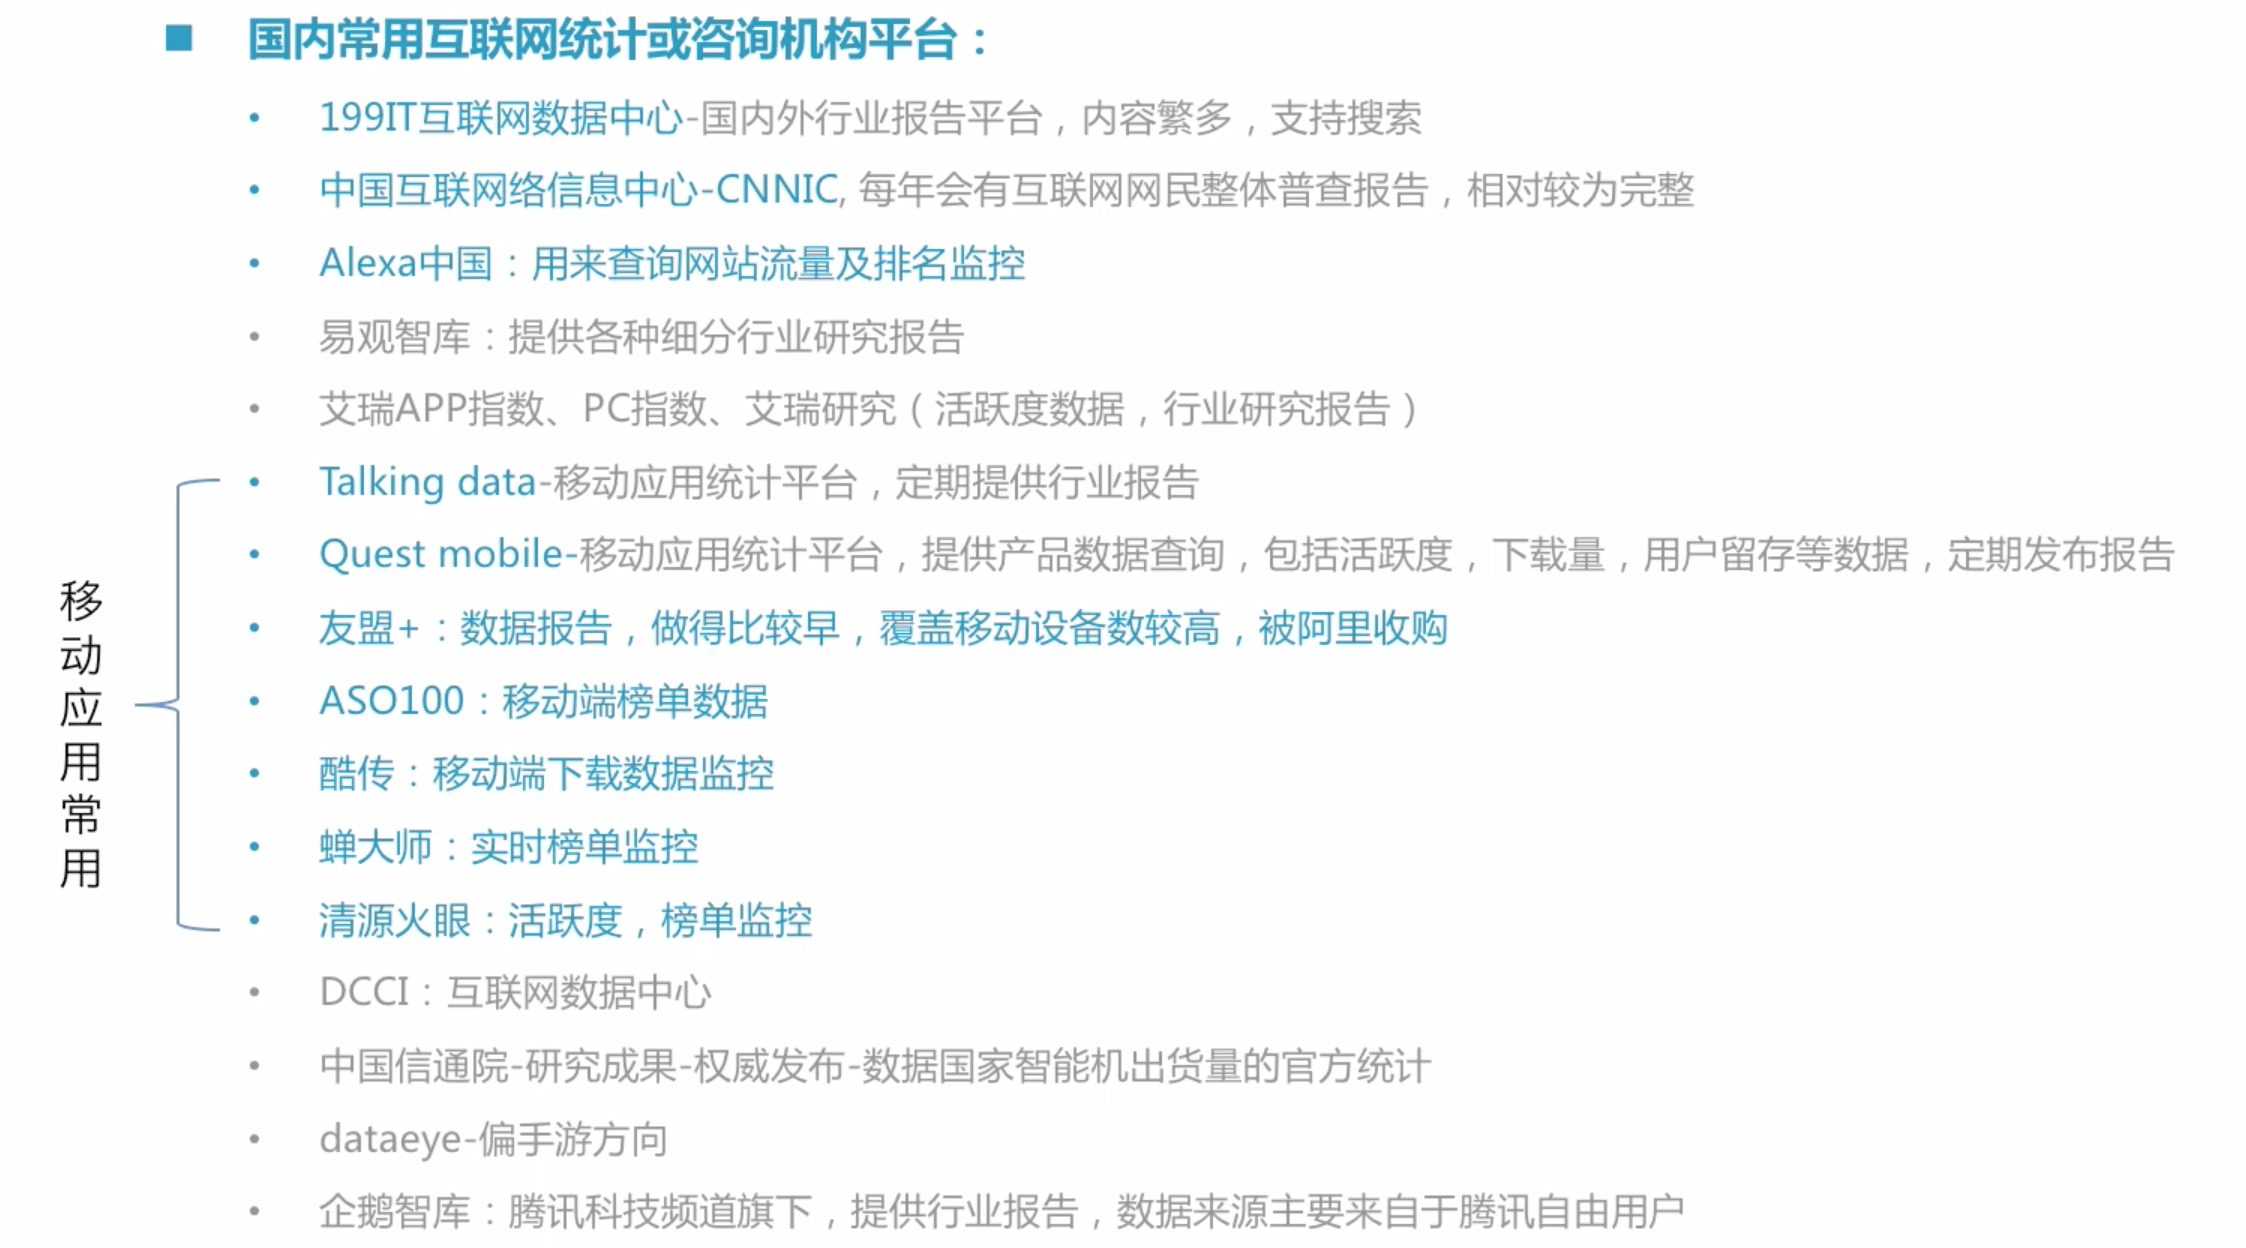 国内常用互联网统计或咨询机构平台：
199IT互联网数据中心-国内外行业报告平台，内容繁多，支持搜索
中国互联网络信息中心-CNNIC, 每年会有互联网网民整体普查报告，相对较为完整
Alexa中国：用来查询网站流量及排名监控
易观智库：提供各种细分行业研究报告
艾瑞APP指数、PC指数、艾瑞研究（活跃度数据，行业研究报告）
移动应用常用
Talking data-移动应用统计平台，定期提供行业报告
Quest mobile-移动应用统计平台，提供产品数据查询，包括活跃度，下载量，用户留存等数据，定期发布报告
友盟+：数据报告，做得比较早，覆盖移动设备数较高，被阿里收购
ASO100：移动端榜单数据
酷传：移动端下载数据监控
蝉大师：实时榜单监控
清源火眼：活跃度，榜单监控
DCCI：互联网数据中心
中国信通院-研究成果-权威发布-数据国家智能机出货量的官方统计
dataeye-偏手游方向
企鹅智库：腾讯科技频道旗下，提供行业报告，数据来源主要来自于腾讯自由用户